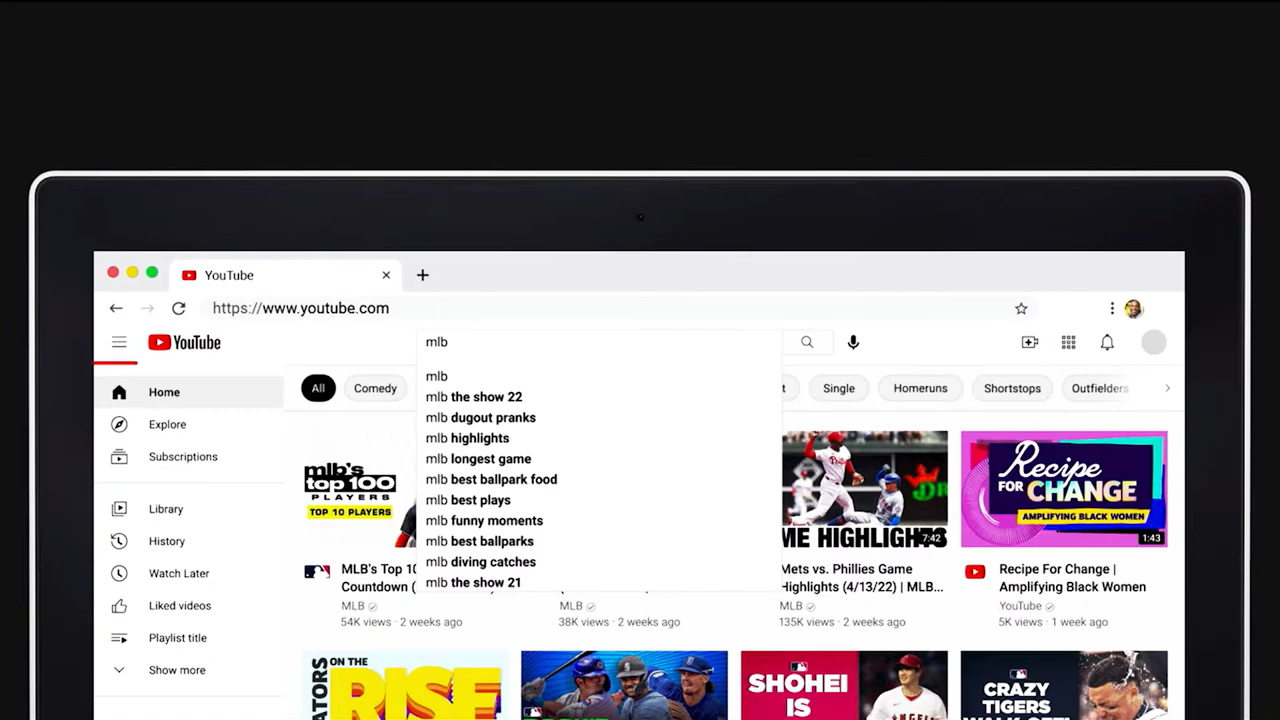 YouTube
https://www.youtube.com
YouTube
mlb
mlb
mlb the show 22
mlb dugout pranks
mlb highlights
mlb longest game
mlb best ballpark food
mlb best plays
mlb funny moments
mlb best ballparks
mlb diving catches
mlb the show 21
All
Comedy
Single
Homeruns
Shortstops
Outfielders
Home
Explore
Subscriptions
Library
History
Watch Later
Liked videos
Playlist title
Show more
mlb's
top 100
PLAYERS
TOP 10 PLAYERS
MLB's Top 10
Countdown (
MLB
54K views · 2 weeks ago
MLB
38K views · 2 weeks ago
ME HIGHLIGHTS
7:42
Mets vs. Phillies Game
Highlights (4/13/22) | MLB...
MLB
135K views · 2 weeks ago
Recipe
FOR CHANGE
AMPLIFYING BLACK WOMEN
1:43
Recipe For Change |
Amplifying Black Women
YouTube
5K views · 1 week ago
ON THE
RISE
SHOHEI
IS
ANGELS
CRAZY
TIGERS